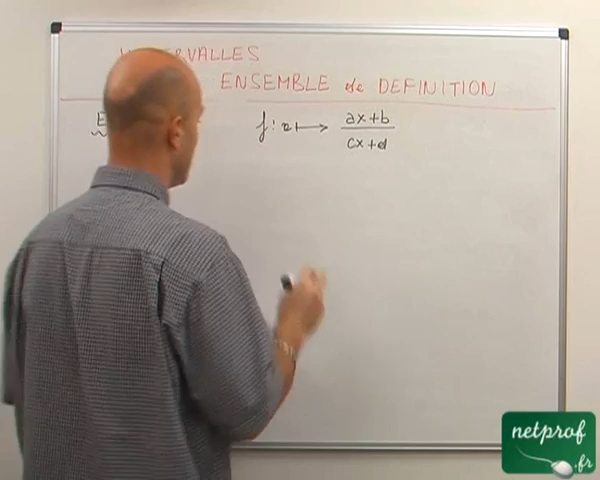 ENSEMBLE de DEFINITION
f: x ⟼ ax+b
cx+d
netprof
.fr